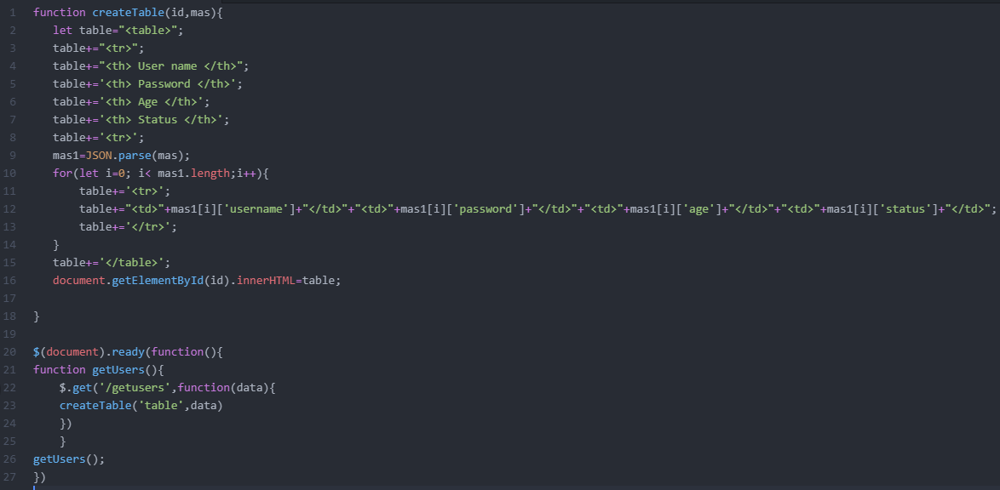 1 function createTable(id,mas){
2 let table="<table>";
3 table+="<tr>";
4 table+="<th> User name </th>";
5 table+='<th> Password </th>';
6 table+='<th> Age </th>';
7 table+='<th> Status </th>';
8 table+='<tr>';
9 mas1=JSON.parse(mas);
10 for(let i=0; i< mas1.length;i++){
11 table+='<tr>';
12 table+="<td>"+mas1[i]['username']+"</td>"+"<td>"+mas1[i]['password']+"</td>"+"<td>"+mas1[i]['age']+"</td>"+"<td>"+mas1[i]['status']+"</td>";
13 table+='</tr>';
14 }
15 table+='</table>';
16 document.getElementById(id).innerHTML=table;
17
18 }
19
20 $(document).ready(function(){
21 function getUsers(){
22 $.get('/getusers',function(data){
23 createTable('table',data)
24 })
25 }
26 getUsers();
27 })